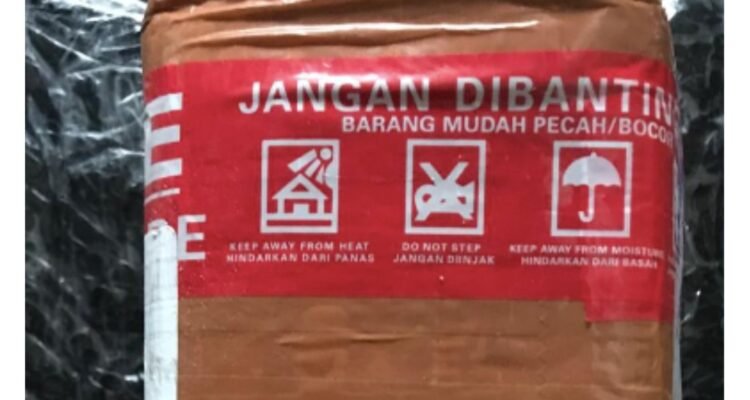 JANGAN DIBANTIN
BARANG MUDAH PECAH/BOCO
E
KEEP AWAY FROM HEAT
HINDARKAN DARI PANAS
DO NOT STEP
JANGAN DIINJAK
KEEP AWAY FROM MOISTURE
HINDARKAN DARI BASAH
E